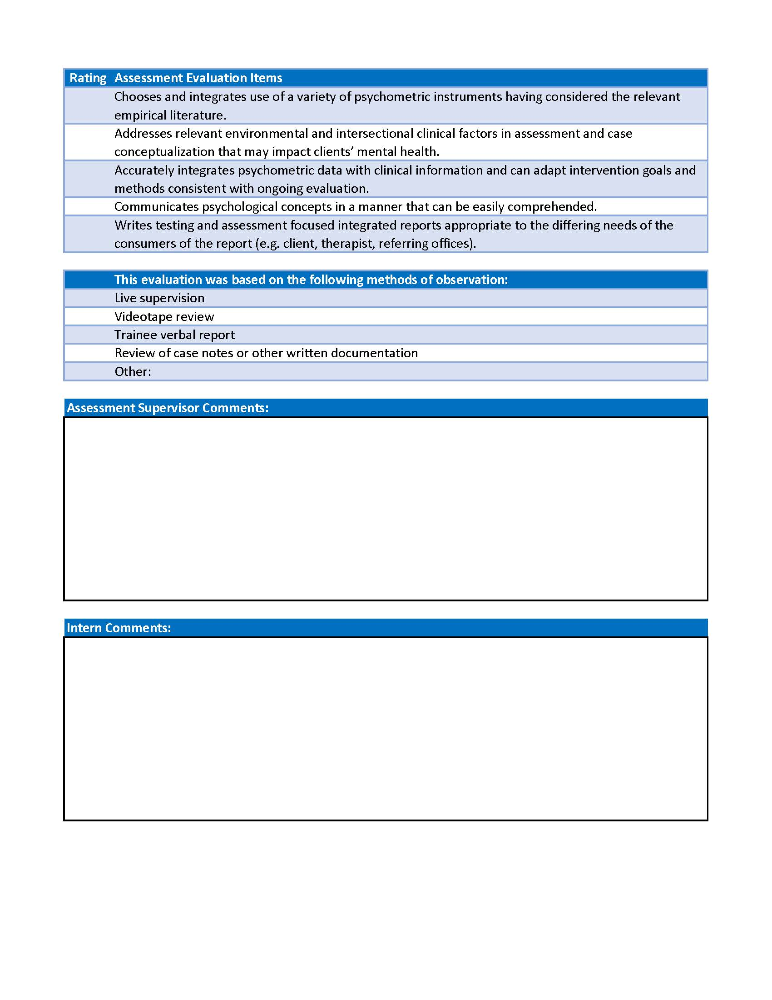 Rating Assessment Evaluation Items
Chooses and integrates use of a variety of psychometric instruments having considered the relevant
empirical literature.
Addresses relevant environmental and intersectional clinical factors in assessment and case
conceptualization that may impact clients’ mental health.
Accurately integrates psychometric data with clinical information and can adapt intervention goals and
methods consistent with ongoing evaluation.
Communicates psychological concepts in a manner that can be easily comprehended.
Writes testing and assessment focused integrated reports appropriate to the differing needs of the
consumers of the report (e.g. client, therapist, referring offices).
This evaluation was based on the following methods of observation:
Live supervision
Videotape review
Trainee verbal report
Review of case notes or other written documentation
Other:
Assessment Supervisor Comments:
Intern Comments: